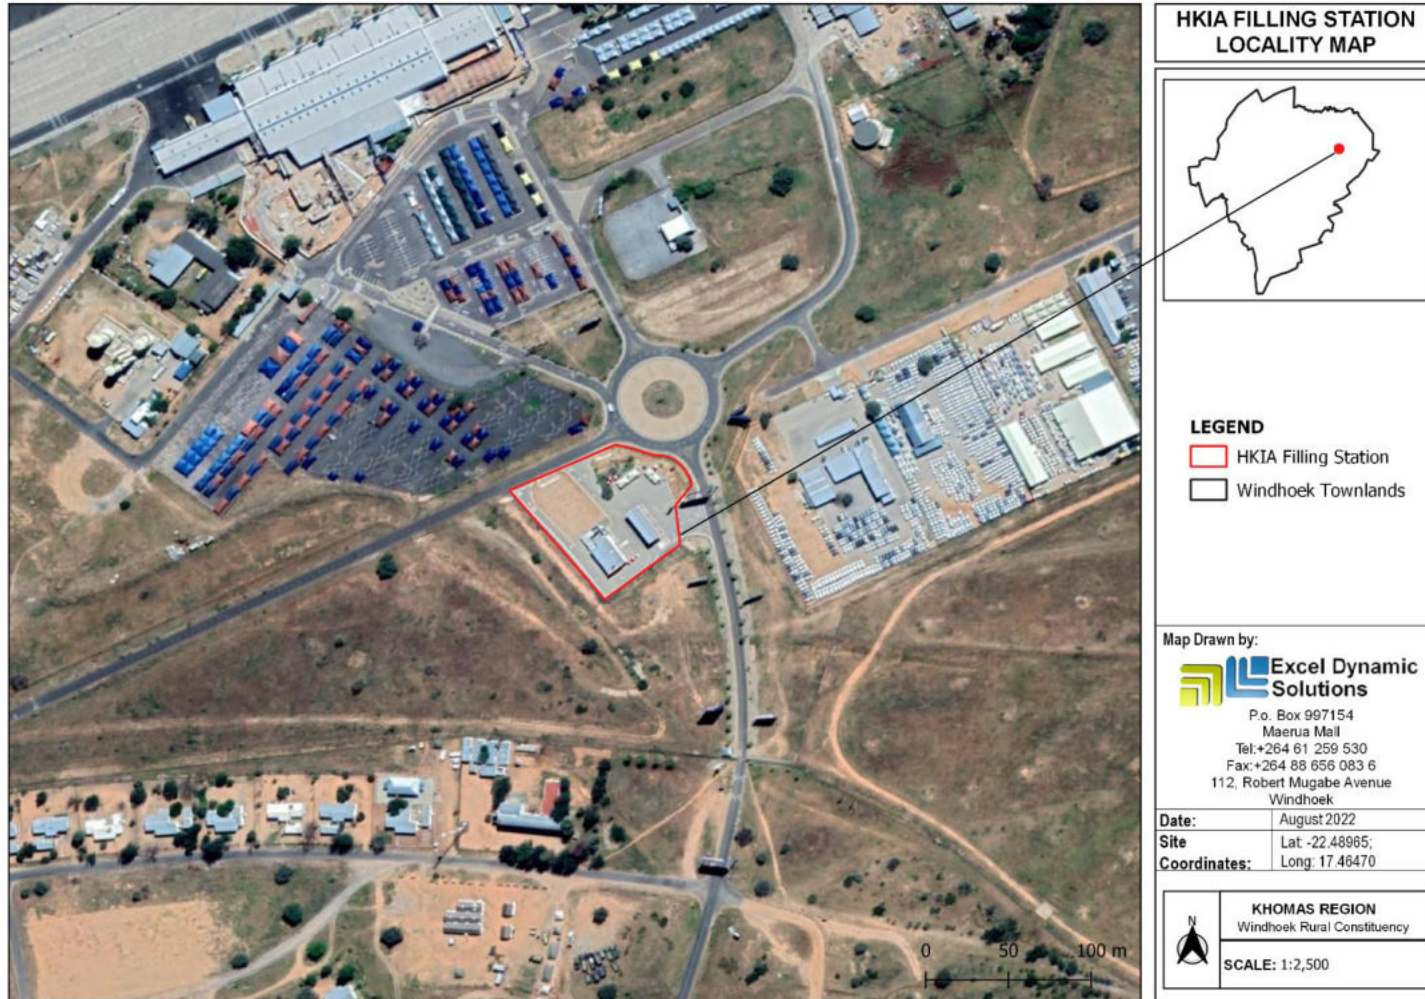 HKIA FILLING STATION
LOCALITY MAP
LEGEND
HKIA Filling Station
Windhoek Townlands
Map Drawn by:
Excel Dynamic
Solutions
P.o. Box 997154
Maerua Mall
Tel:+264 61 259 530
Fax:+264 88 656 083 6
112, Robert Mugabe Avenue
Windhoek
Date: August 2022
Site Lat: -22.48965;
Coordinates: Long: 17.46470
N
KHOMAS REGION
Windhoek Rural Constituency
SCALE: 1:2,500
0 50 100 m